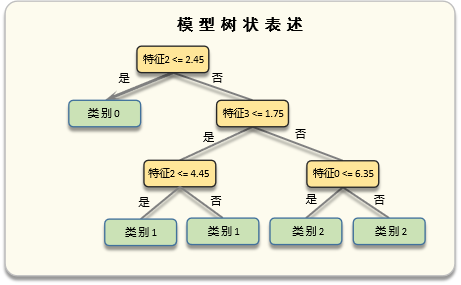 模型树状表述
特征2 <= 2.45
是
否
类别 0
特征3 <= 1.75
是
否
特征2 <= 4.45
特征0 <= 6.35
是
否
是
否
类别 1
类别 1
类别 2
类别 2